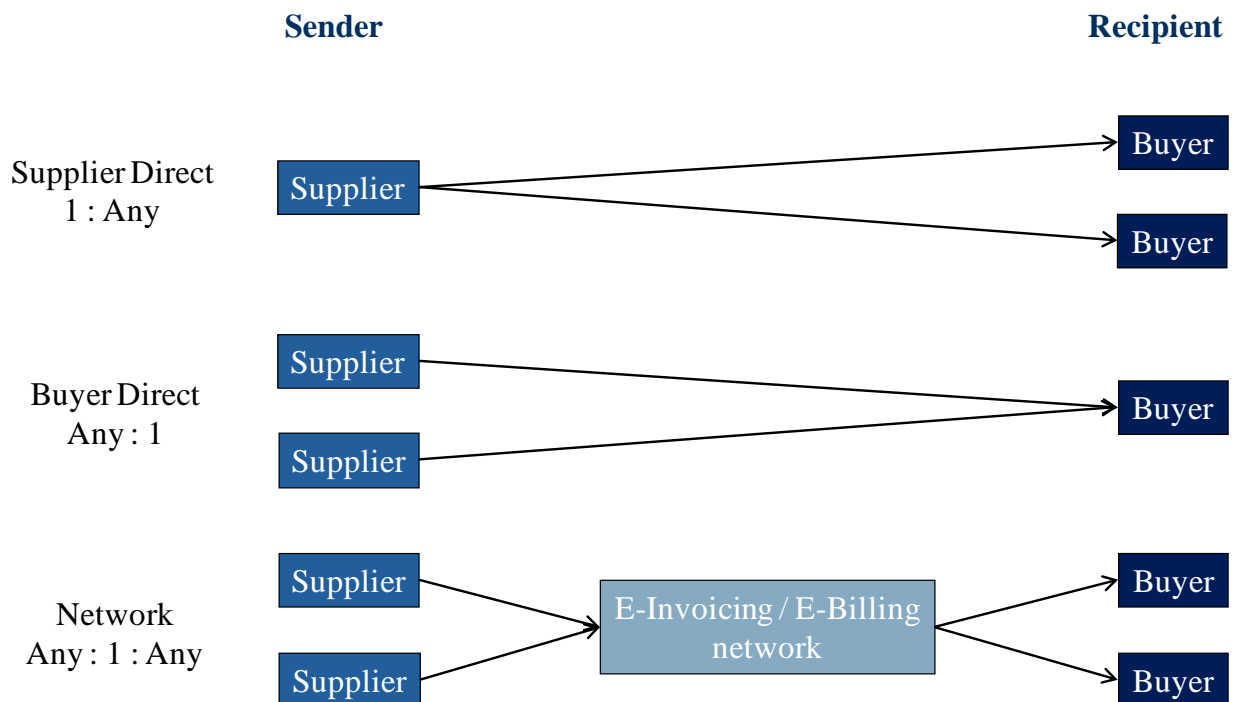 Sender
Recipient
Supplier Direct
1 : Any
Supplier
Buyer
Buyer
Buyer Direct
Any : 1
Supplier
Supplier
Buyer
Network
Any : 1 : Any
Supplier
Supplier
E-Invoicing / E-Billing
network
Buyer
Buyer